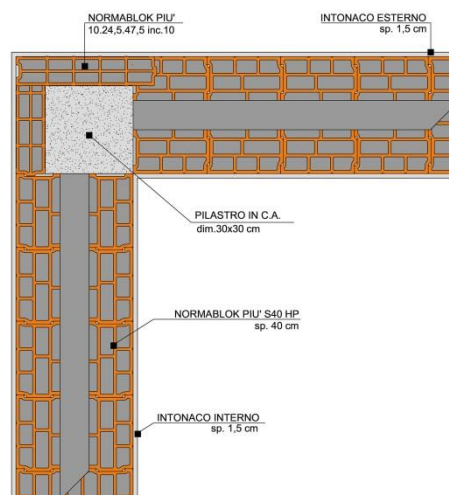 NORMABLOK PIU'
10.24,5.47,5 inc.10
INTONACO ESTERNO
sp. 1,5 cm
PILASTRO IN C.A.
dim.30x30 cm
NORMABLOK PIU' S40 HP
sp. 40 cm
INTONACO INTERNO
sp. 1,5 cm